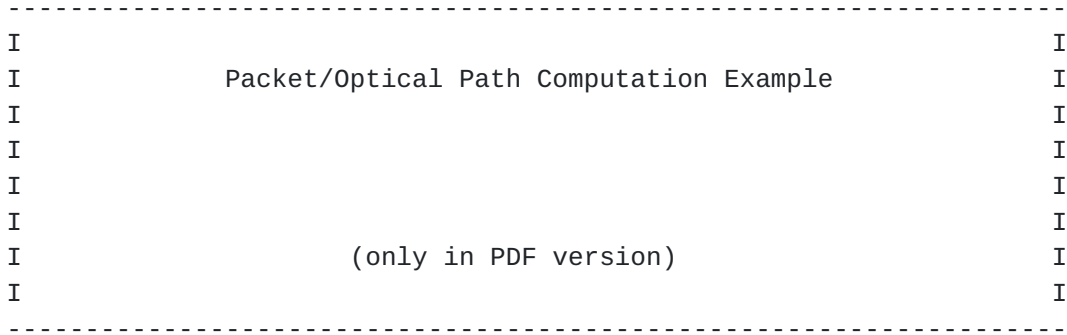 --------------------------------------------------------------------
I                                                                  I
I             Packet/Optical Path Computation Example              I
I                                                                  I
I                                                                  I
I                                                                  I
I                                                                  I
I                     (only in PDF version)                        I
I                                                                  I
--------------------------------------------------------------------